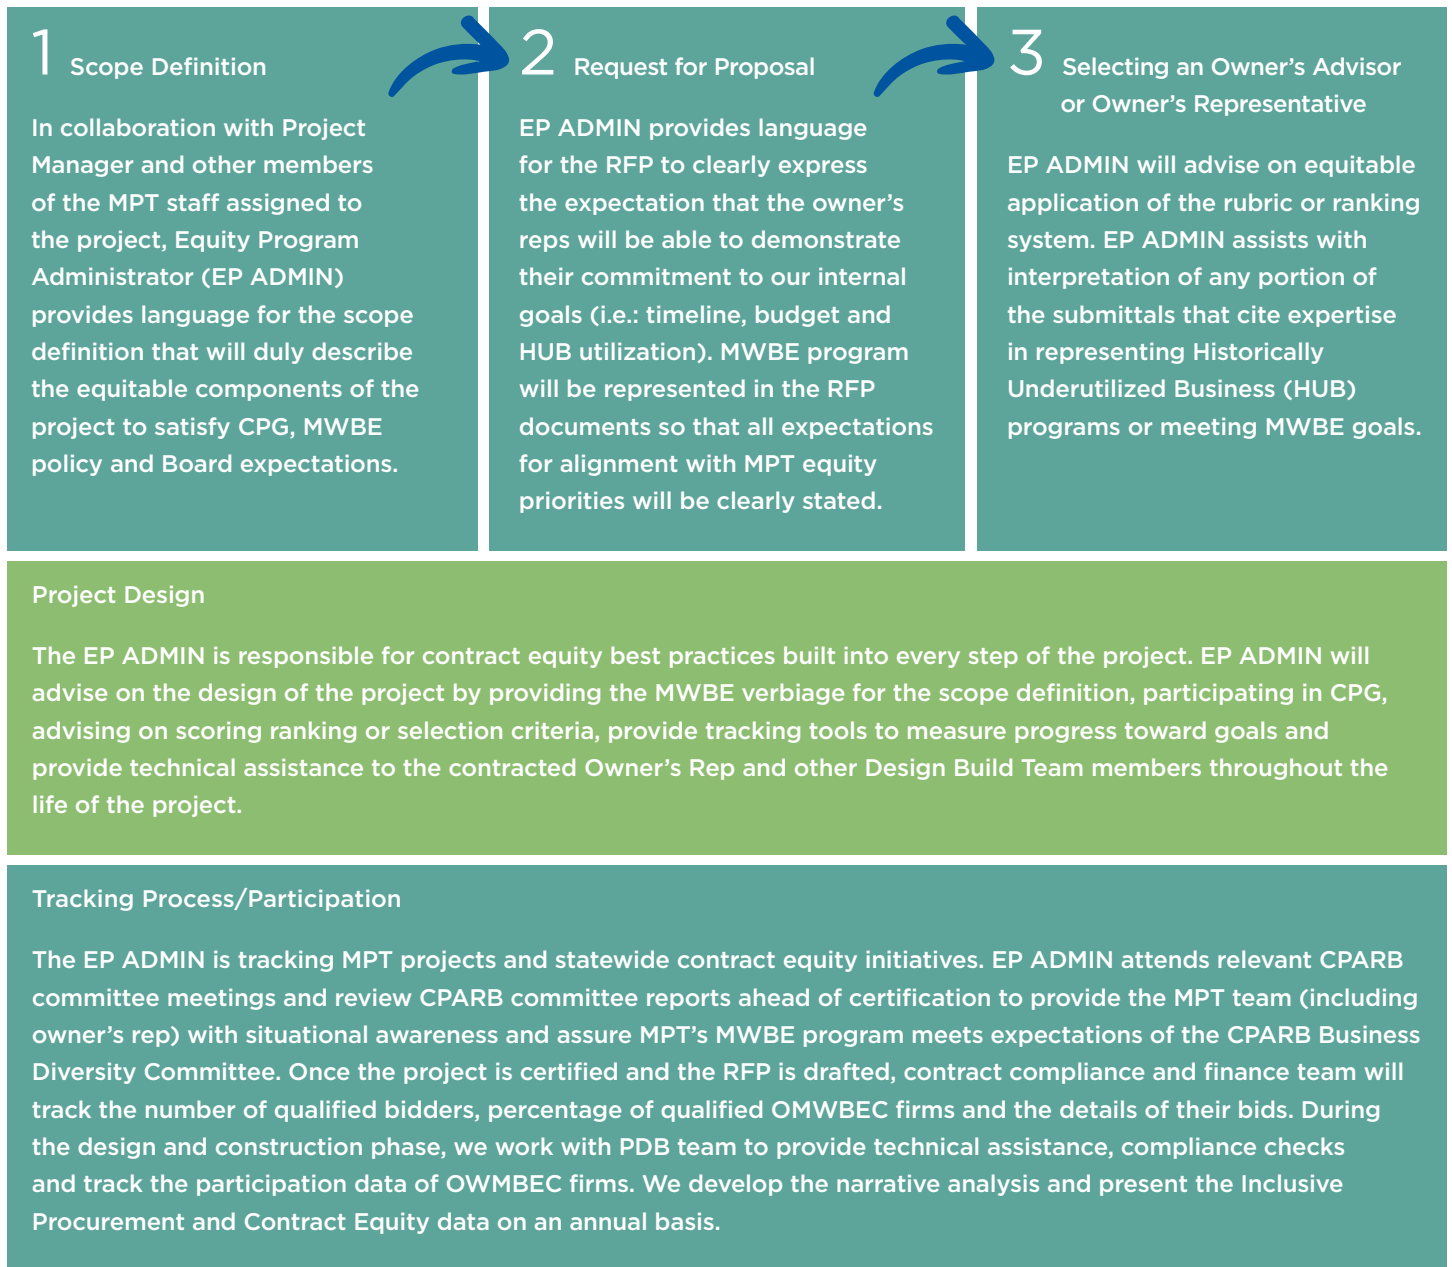 1 Scope Definition
In collaboration with Project
Manager and other members
of the MPT staff assigned to
the project, Equity Program
Administrator (EP ADMIN)
provides language for the scope
definition that will duly describe
the equitable components of the
project to satisfy CPG, MWBE
policy and Board expectations.
2 Request for Proposal
EP ADMIN provides language
for the RFP to clearly express
the expectation that the owner's
reps will be able to demonstrate
their commitment to our internal
goals (i.e.: timeline, budget and
HUB utilization). MWBE program
will be represented in the RFP
documents so that all expectations
for alignment with MPT equity
priorities will be clearly stated.
3 Selecting an Owner's Advisor
or Owner's Representative
EP ADMIN will advise on equitable
application of the rubric or ranking
system. EP ADMIN assists with
interpretation of any portion of
the submittals that cite expertise
in representing Historically
Underutilized Business (HUB)
programs or meeting MWBE goals.
Project Design
The EP ADMIN is responsible for contract equity best practices built into every step of the project. EP ADMIN will
advise on the design of the project by providing the MWBE verbiage for the scope definition, participating in CPG,
advising on scoring ranking or selection criteria, provide tracking tools to measure progress toward goals and
provide technical assistance to the contracted Owner's Rep and other Design Build Team members throughout the
life of the project.
Tracking Process/Participation
The EP ADMIN is tracking MPT projects and statewide contract equity initiatives. EP ADMIN attends relevant CPARB
committee meetings and review CPARB committee reports ahead of certification to provide the MPT team (including
owner's rep) with situational awareness and assure MPT's MWBE program meets expectations of the CPARB Business
Diversity Committee. Once the project is certified and the RFP is drafted, contract compliance and finance team will
track the number of qualified bidders, percentage of qualified OMWBEC firms and the details of their bids. During
the design and construction phase, we work with PDB team to provide technical assistance, compliance checks
and track the participation data of OWMBEC firms. We develop the narrative analysis and present the Inclusive
Procurement and Contract Equity data on an annual basis.